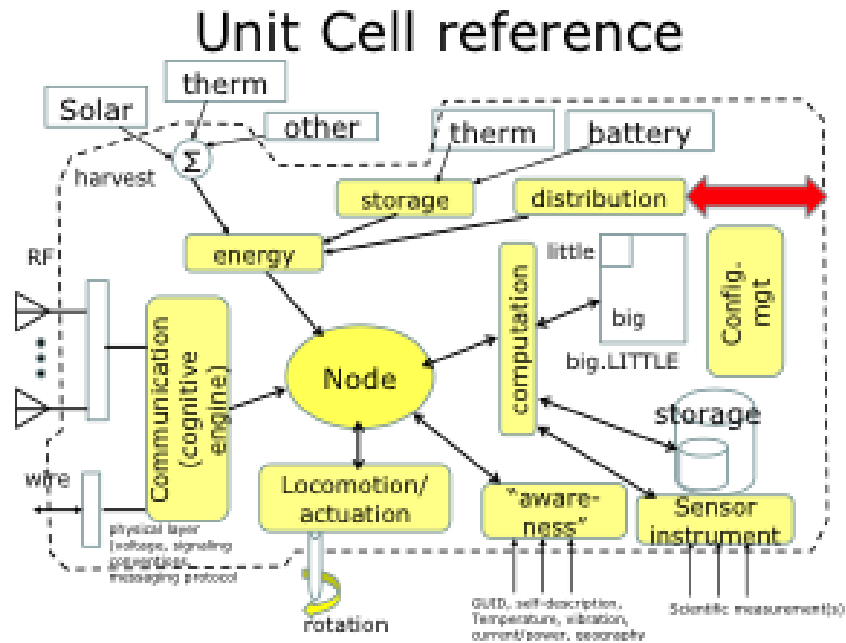 Unit Cell reference
therm
Solar
other
therm
battery
Σ
harvest
storage
distribution
energy
RF
little
big
big.LITTLE
Config.
mgt
computation
Communication
(cognitive
engine)
Node
storage
wire
Locomotion/
actuation
"aware-
ness"
Sensor
instrument
physical layer
(voltage, signaling
conventions,
messaging protocol
rotation
GUID, self-description,
Temperature, vibration,
current/power, geography
Scientific measurement(s)